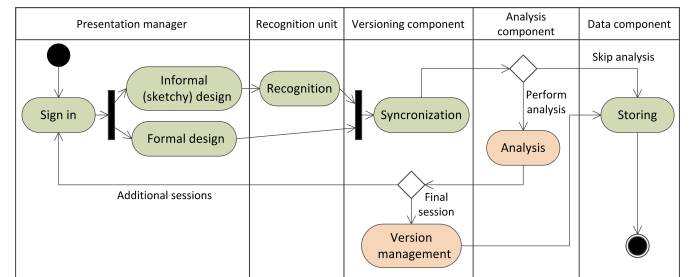 Presentation manager
Recognition unit
Versioning component
Analysis
component
Data component
Skip analysis
Informal
(sketchy) design
Recognition
Perform
analysis
Sign in
Syncronization
Storing
Formal design
Analysis
Additional sessions
Final
session
Version
management